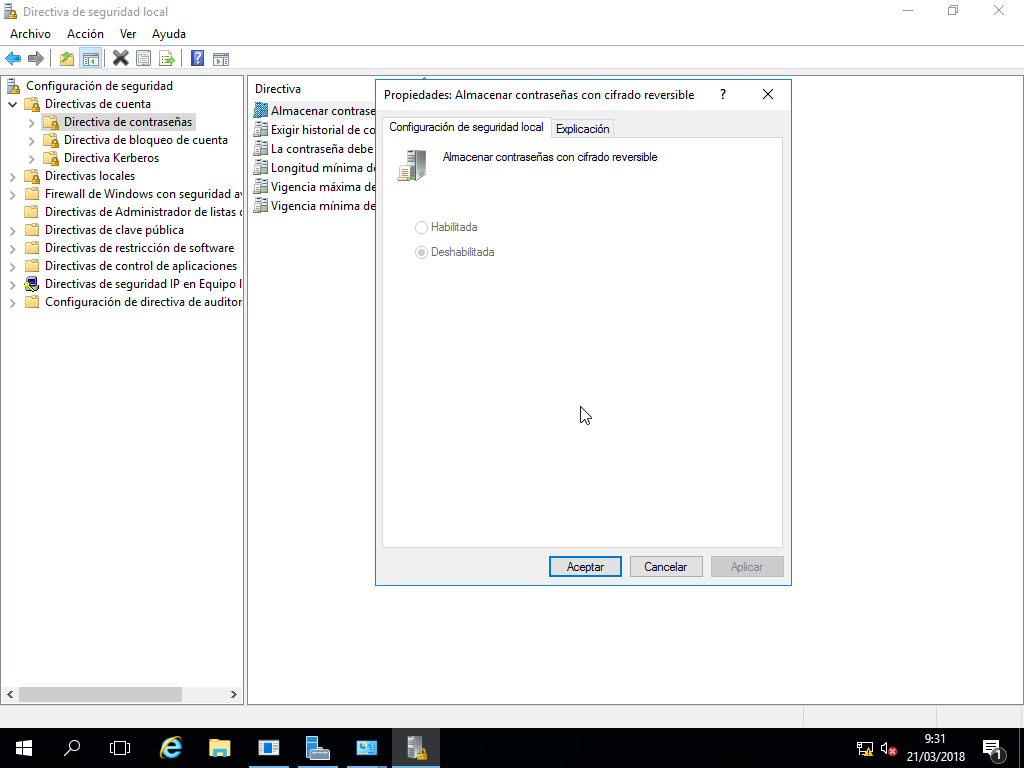 Directiva de seguridad local
Archivo Acción Ver Ayuda
Configuración de seguridad
Directivas de cuenta
Directiva de contraseñas
Directiva de bloqueo de cuenta
Directiva Kerberos
Directivas locales
Firewall de Windows con seguridad av
Directivas de Administrador de listas d
Directivas de clave pública
Directivas de restricción de software
Directivas de control de aplicaciones
Directivas de seguridad IP en Equipo l
Configuración de directiva de auditor
Directiva
Almacenar contrase
Exigir historial de co
La contraseña debe
Longitud mínima d
Vigencia máxima de
Vigencia mínima de
Propiedades: Almacenar contraseñas con cifrado reversible ?
Configuración de seguridad local Explicación
Almacenar contraseñas con cifrado reversible
Habilitada
Deshabilitada
Aceptar Cancelar Aplicar
9:31
21/03/2018
1